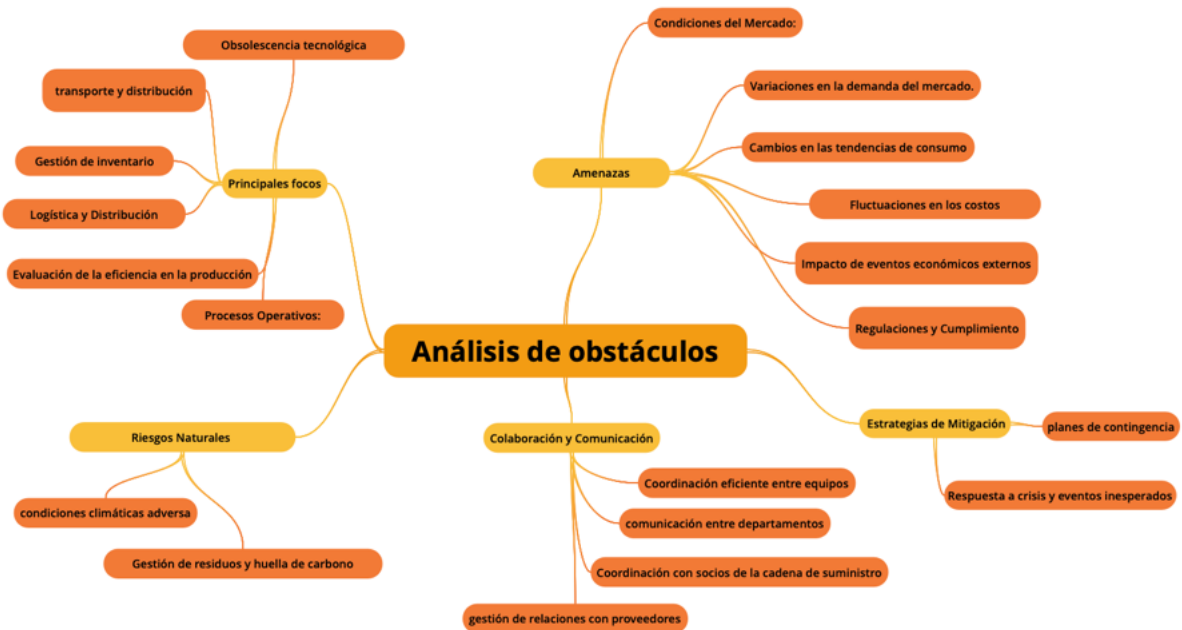 Análisis de obstáculos
Principales focos
Obsolescencia tecnológica
transporte y distribución
Gestión de inventario
Logística y Distribución
Evaluación de la eficiencia en la producción
Procesos Operativos:
Amenazas
Condiciones del Mercado:
Variaciones en la demanda del mercado.
Cambios en las tendencias de consumo
Fluctuaciones en los costos
Impacto de eventos económicos externos
Regulaciones y Cumplimiento
Riesgos Naturales
condiciones climáticas adversa
Gestión de residuos y huella de carbono
Colaboración y Comunicación
Coordinación eficiente entre equipos
comunicación entre departamentos
Coordinación con socios de la cadena de suministro
gestión de relaciones con proveedores
Estrategias de Mitigación
planes de contingencia
Respuesta a crisis y eventos inesperados